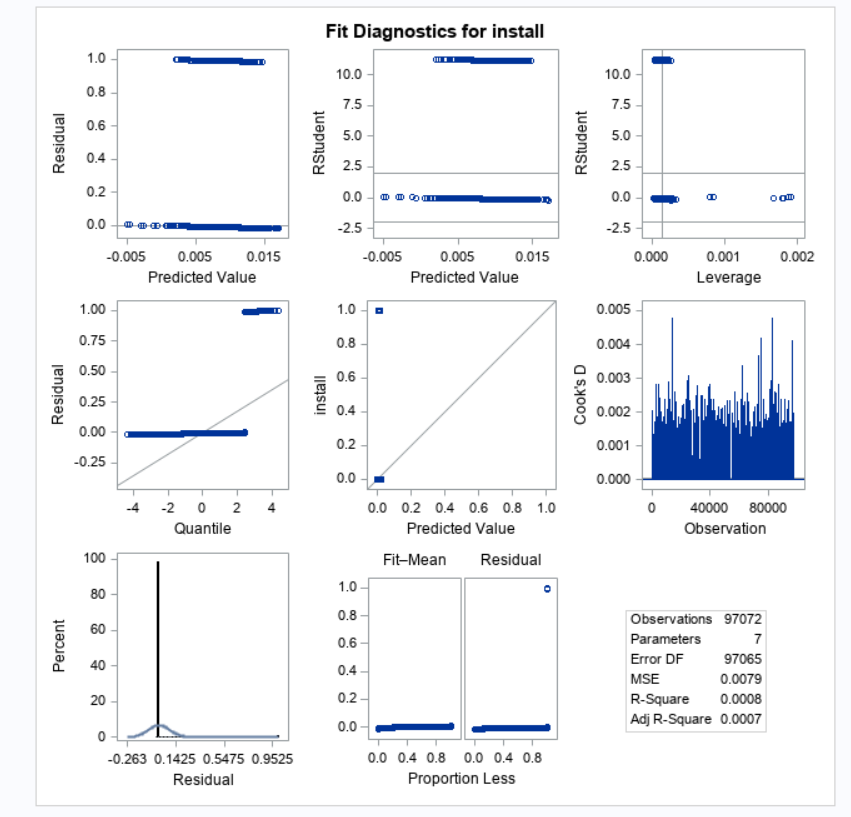 Fit Diagnostics for install
Residual
1.0
0.8
0.6
0.4
0.2
0.0
-0.005 0.005 0.015
Predicted Value
RStudent
10.0
7.5
5.0
2.5
0.0
-2.5
-0.005 0.005 0.015
Predicted Value
RStudent
10.0
7.5
5.0
2.5
0.0
-2.5
0.000 0.001 0.002
Leverage
Residual
1.00
0.75
0.50
0.25
0.00
-0.25
-4 -2 0 2 4
Quantile
install
1.0
0.8
0.6
0.4
0.2
0.0
0.0 0.2 0.4 0.6 0.8 1.0
Predicted Value
Cook's D
0.005
0.004
0.003
0.002
0.001
0.000
0 40000 80000
Observation
Percent
100
80
60
40
20
0
-0.263 0.1425 0.5475 0.9525
Residual
Fit–Mean Residual
1.0
0.8
0.6
0.4
0.2
0.0
0.0 0.4 0.8 0.0 0.4 0.8
Proportion Less
Observations 97072
Parameters 7
Error DF 97065
MSE 0.0079
R-Square 0.0008
Adj R-Square 0.0007